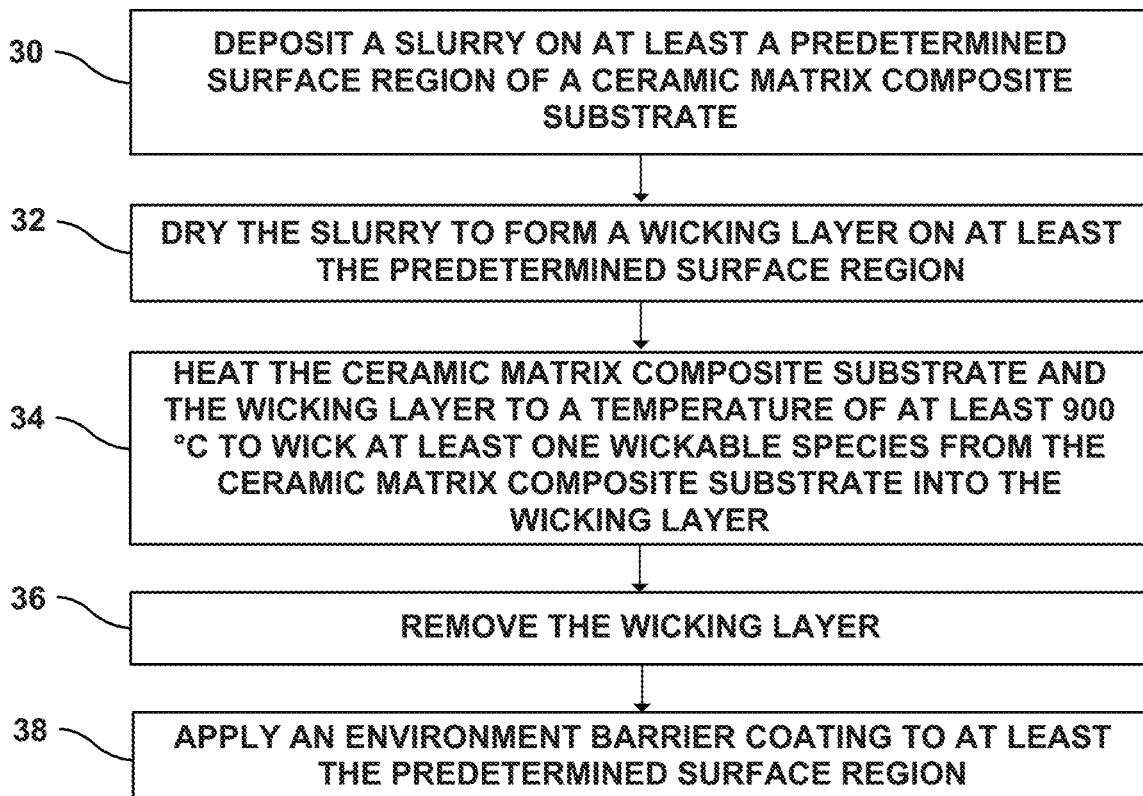 30
DEPOSIT A SLURRY ON AT LEAST A PREDETERMINED
SURFACE REGION OF A CERAMIC MATRIX COMPOSITE
SUBSTRATE
32
DRY THE SLURRY TO FORM A WICKING LAYER ON AT LEAST
THE PREDETERMINED SURFACE REGION
34
HEAT THE CERAMIC MATRIX COMPOSITE SUBSTRATE AND
THE WICKING LAYER TO A TEMPERATURE OF AT LEAST 900
°C TO WICK AT LEAST ONE WICKABLE SPECIES FROM THE
CERAMIC MATRIX COMPOSITE SUBSTRATE INTO THE
WICKING LAYER
36
REMOVE THE WICKING LAYER
38
APPLY AN ENVIRONMENT BARRIER COATING TO AT LEAST
THE PREDETERMINED SURFACE REGION